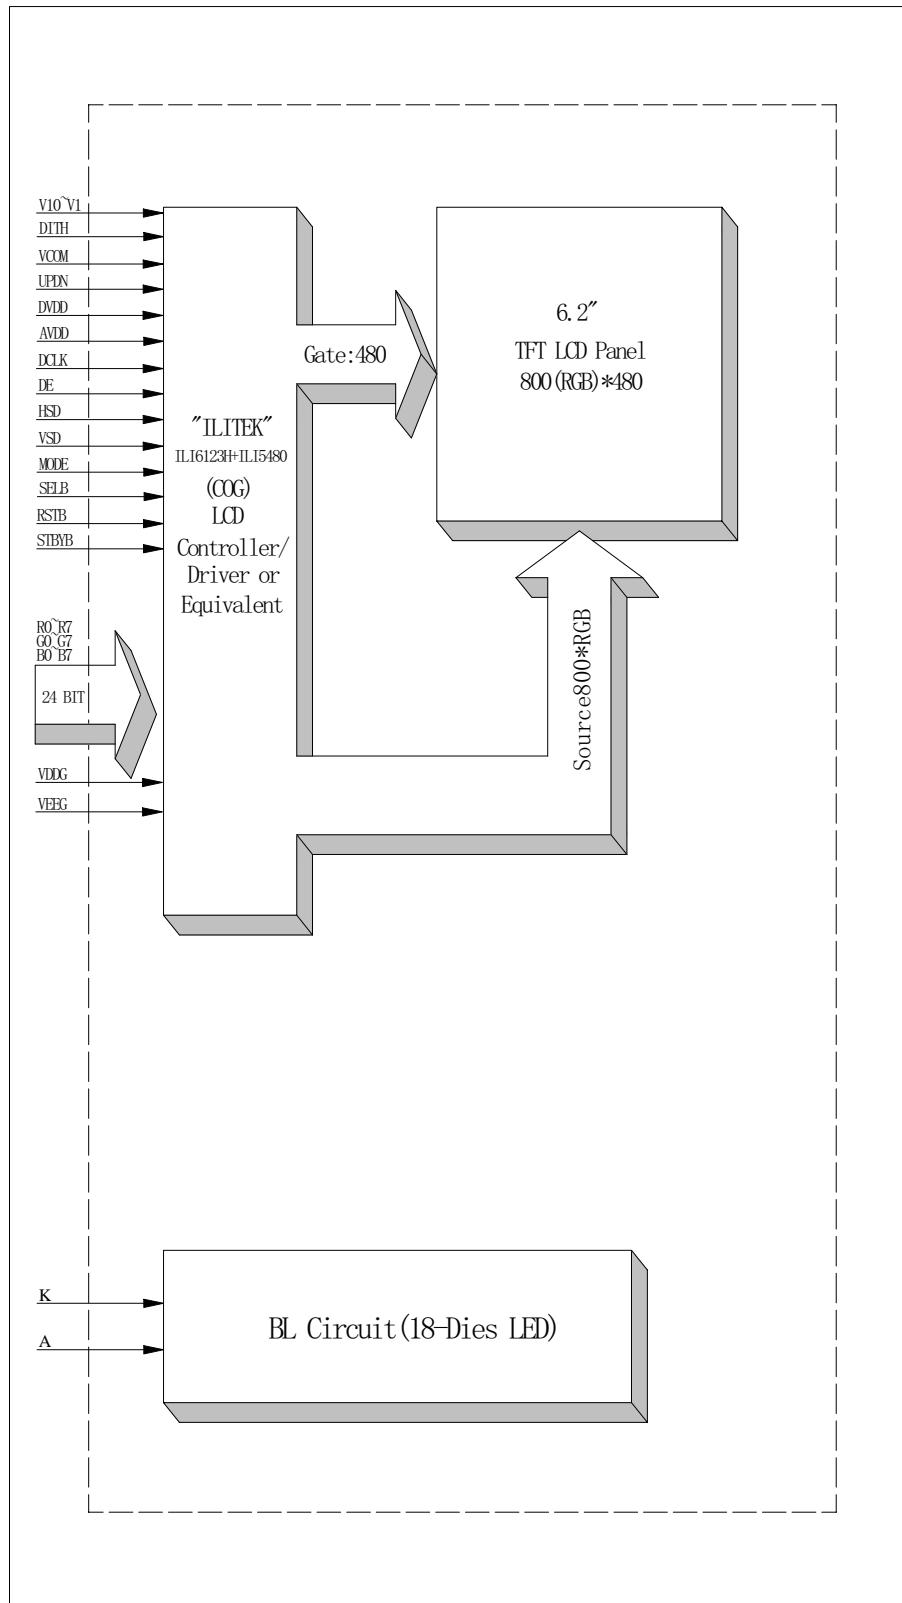 V10~V1
DITH
VCOM
UPDN
DVDD
AVDD
DCLK
DE
HSD
VSD
MODE
SELB
RSTB
STBYB
R0~R7
G0~G7
B0~B7
24 BIT
VDDG
VEEG
"ILITEK"
ILI6123H+ILI5480
(COG)
LCD
Controller/
Driver or
Equivalent
Gate:480
6.2"
TFT LCD Panel
800(RGB)*480
Source800*RGB
K
A
BL Circuit(18-Dies LED)